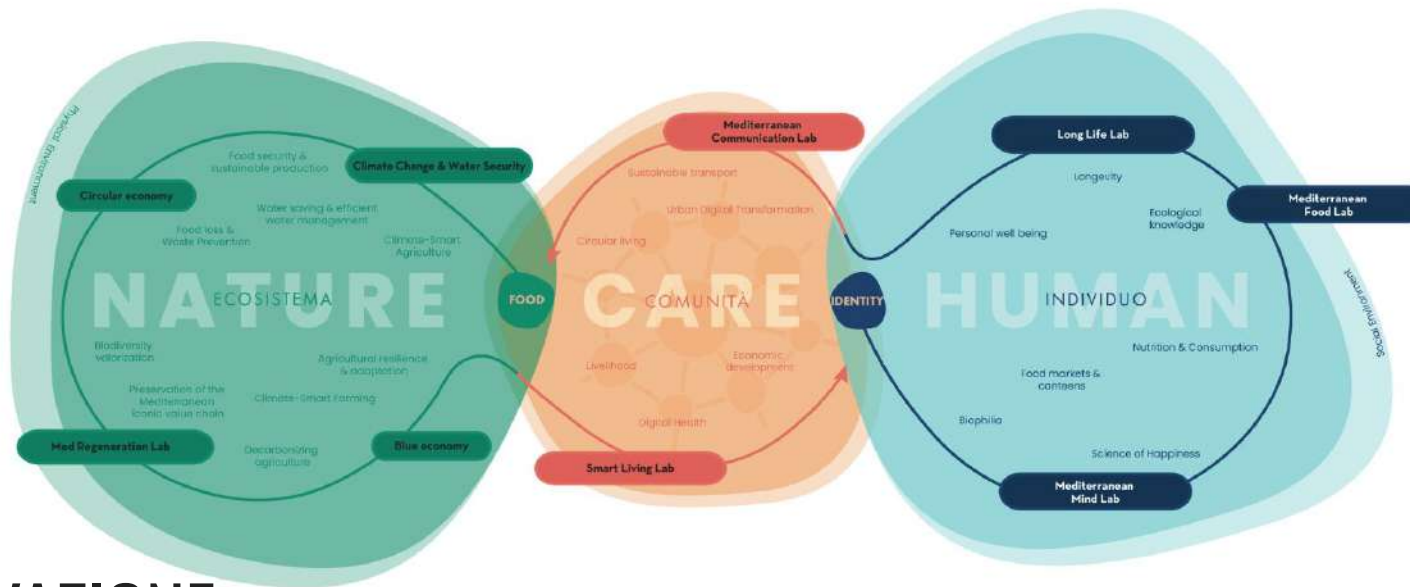 Physical Environment
Circular economy
Food security &
sustainable production
Climate Change & Water Security
Water saving & efficient
water management
Food loss &
Waste Prevention
Climate-Smart
Agriculture
NATURE
ECOSISTEMA
FOOD
Biodiversity
valorization
Agricultural resilience
& adaptation
Preservation of the
Mediterranean
iconic value chain
Climate-Smart Farming
Med Regeneration Lab
Decarbonizing
agriculture
Blue economy
Mediterranean
Communication Lab
Sustainable transport
Urban Digital Transformation
Circular living
CARE
COMUNITÀ
IDENTITY
Livelihood
Economic
development
Digital Health
Smart Living Lab
Long Life Lab
Longevity
Mediterranean
Food Lab
Ecological
knowledge
Personal well being
HUMAN
INDIVIDUO
Social Environment
Nutrition & Consumption
Food markets &
canteens
Biophilia
Science of Happiness
Mediterranean
Mind Lab